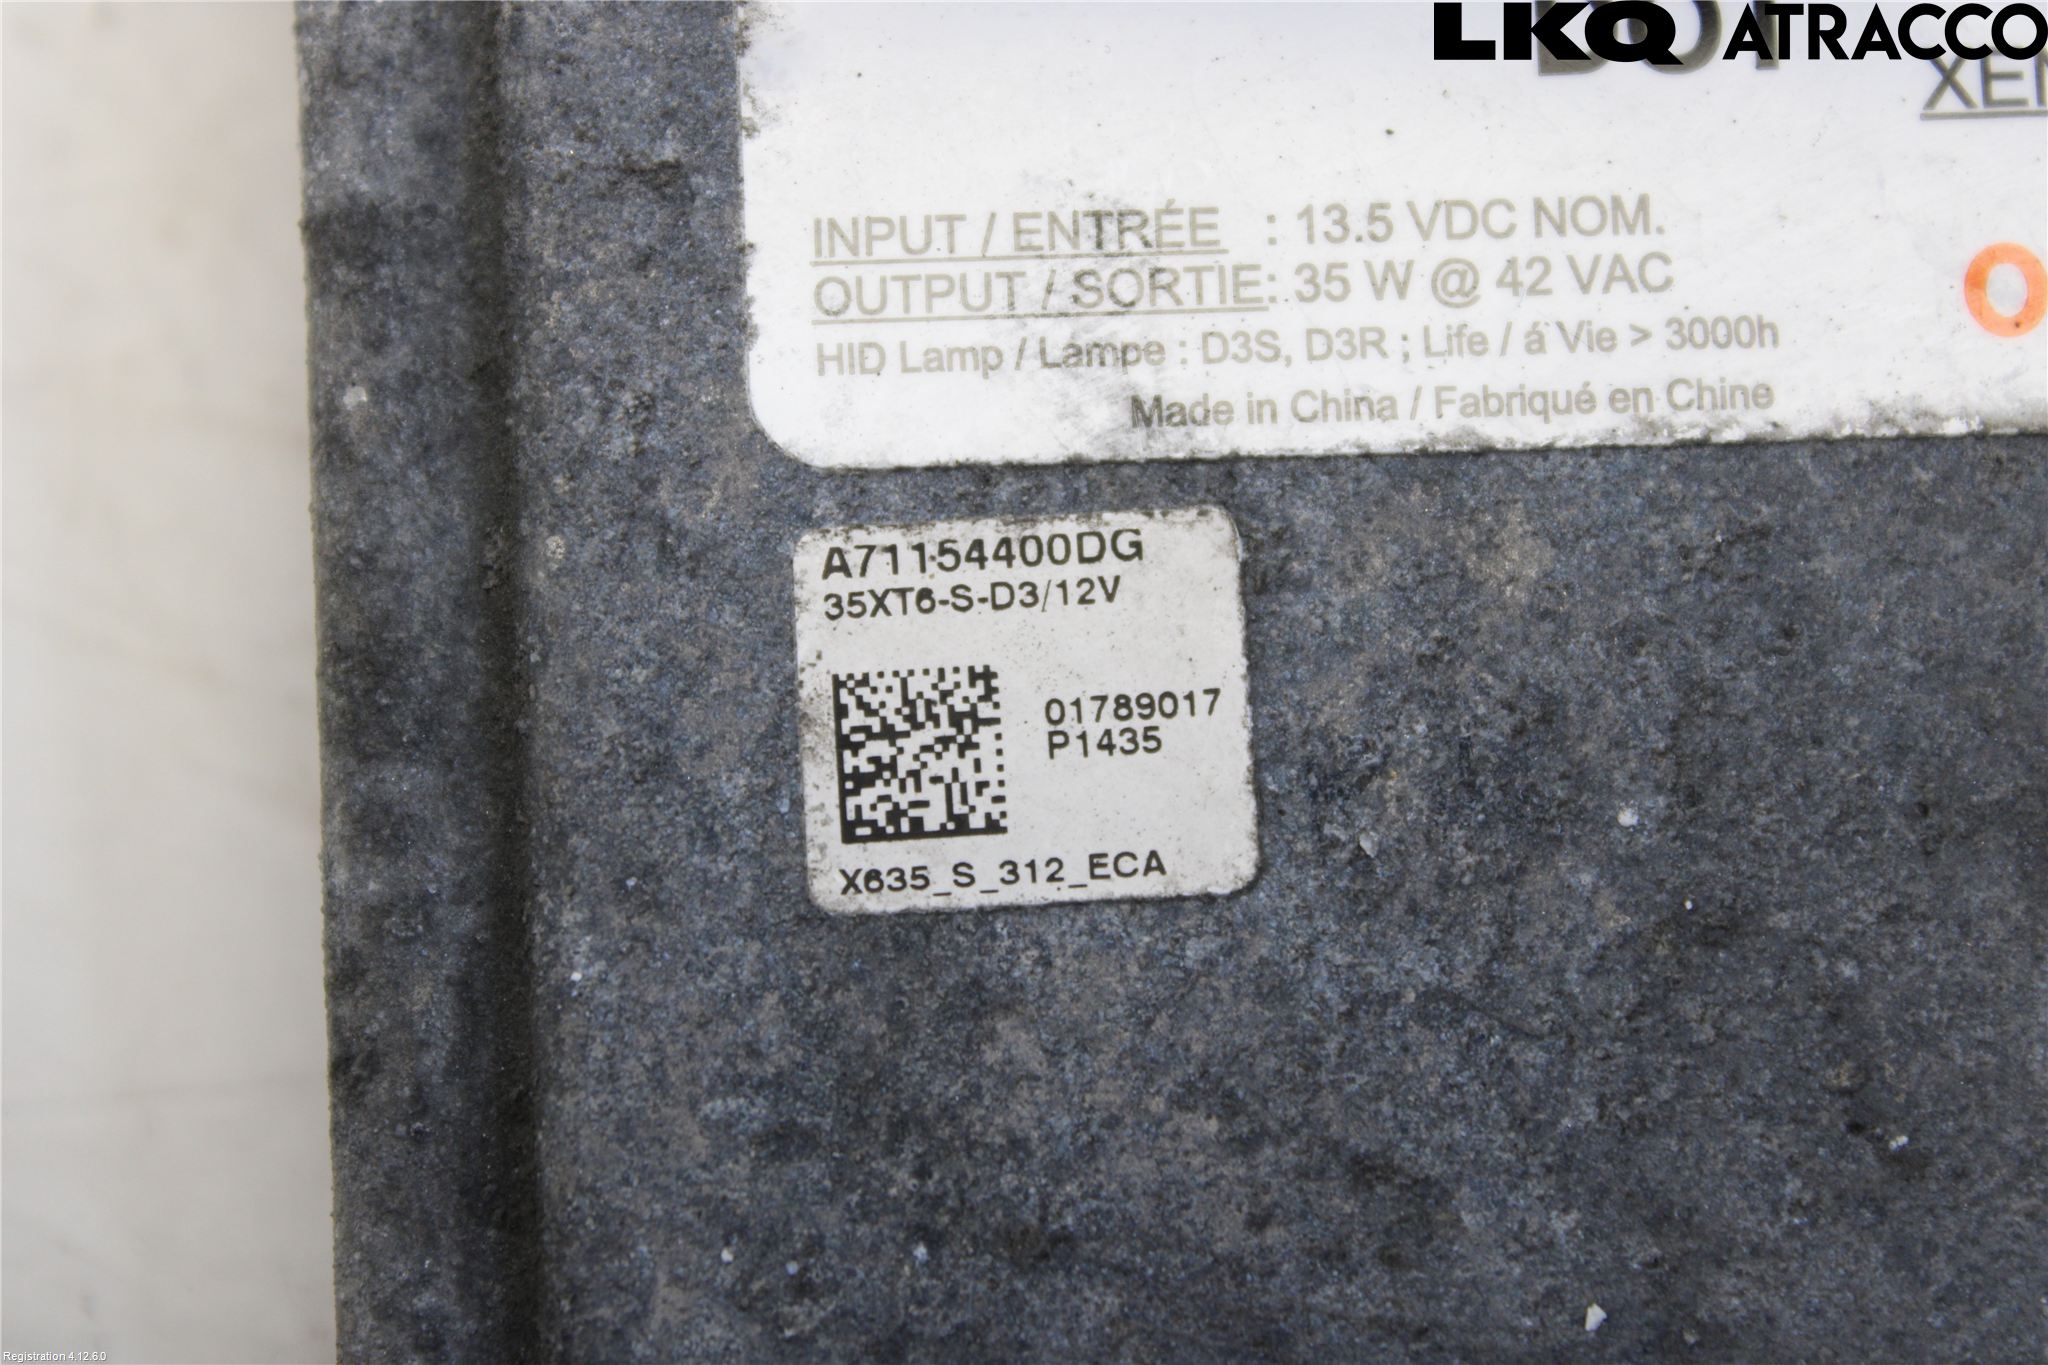 LKQ ATRACCO
INPUT / ENTRÉE : 13.5 VDC NOM.
OUTPUT / SORTIE: 35 W @ 42 VAC
HID Lamp / Lampe : D3S, D3R ; Life / á Vie > 3000h
Made in China / Fabriqué en Chine
A71154400DG
35XT6-S-D3/12V
01789017
P1435
X635_S_312_ECA
Registration 4.12.6.0